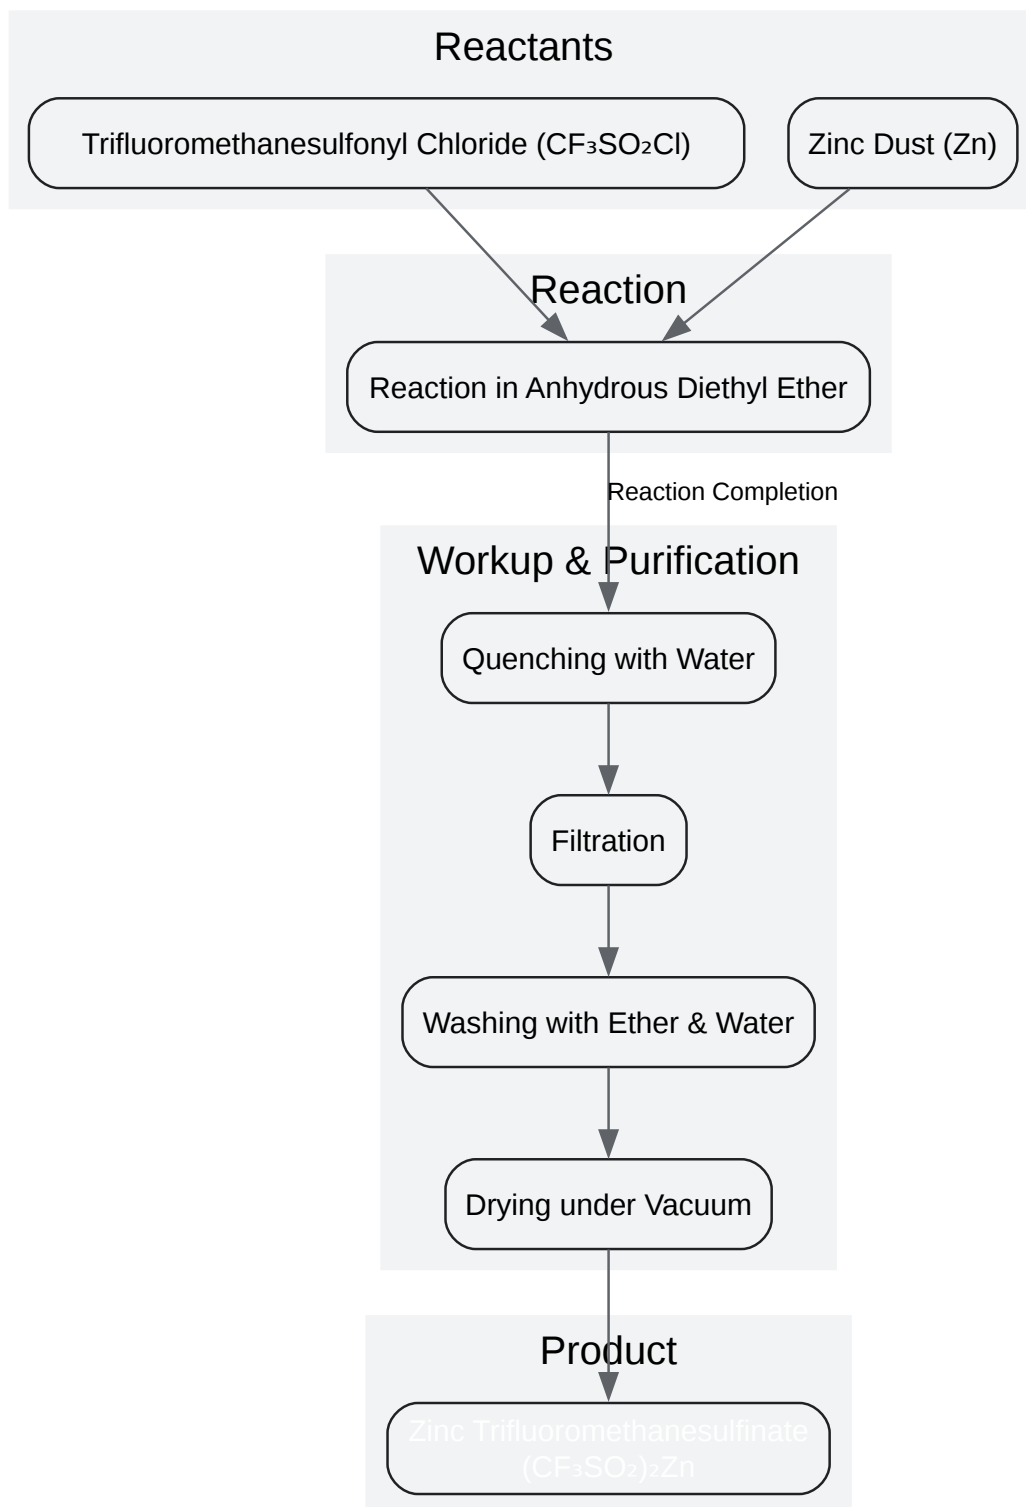 Reactants
Trifluoromethanesulfonyl Chloride (CF₃SO₂Cl)
Zinc Dust (Zn)
Reaction
Reaction in Anhydrous Diethyl Ether
Reaction Completion
Workup & Purification
Quenching with Water
Filtration
Washing with Ether & Water
Drying under Vacuum
Product
Zinc Trifluoromethanesulfinate
(CF₃SO₂)₂Zn